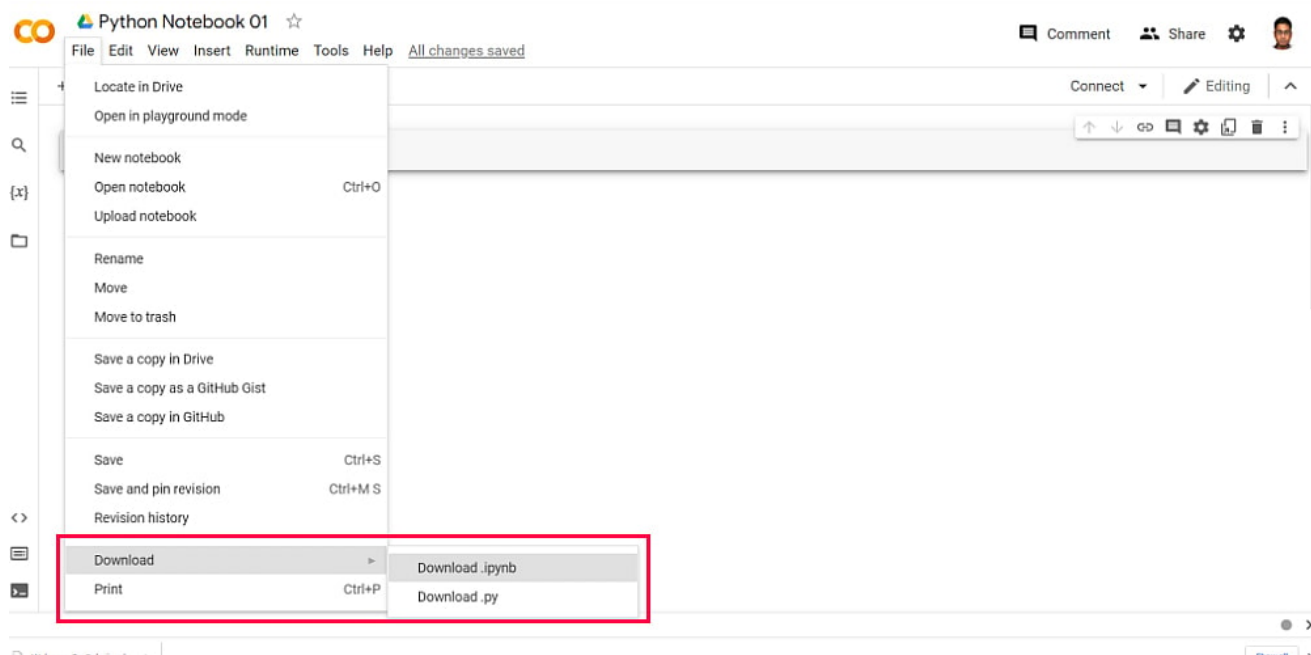 CO
Python Notebook 01
File Edit View Insert Runtime Tools Help All changes saved
Comment
Share
Connect
Editing
Locate in Drive
Open in playground mode
New notebook
Open notebook Ctrl+O
Upload notebook
{x}
Rename
Move
Move to trash
Save a copy in Drive
Save a copy as a GitHub Gist
Save a copy in GitHub
Save Ctrl+S
Save and pin revision Ctrl+M S
Revision history
Download
Download .ipynb
Print Ctrl+P
Download .py